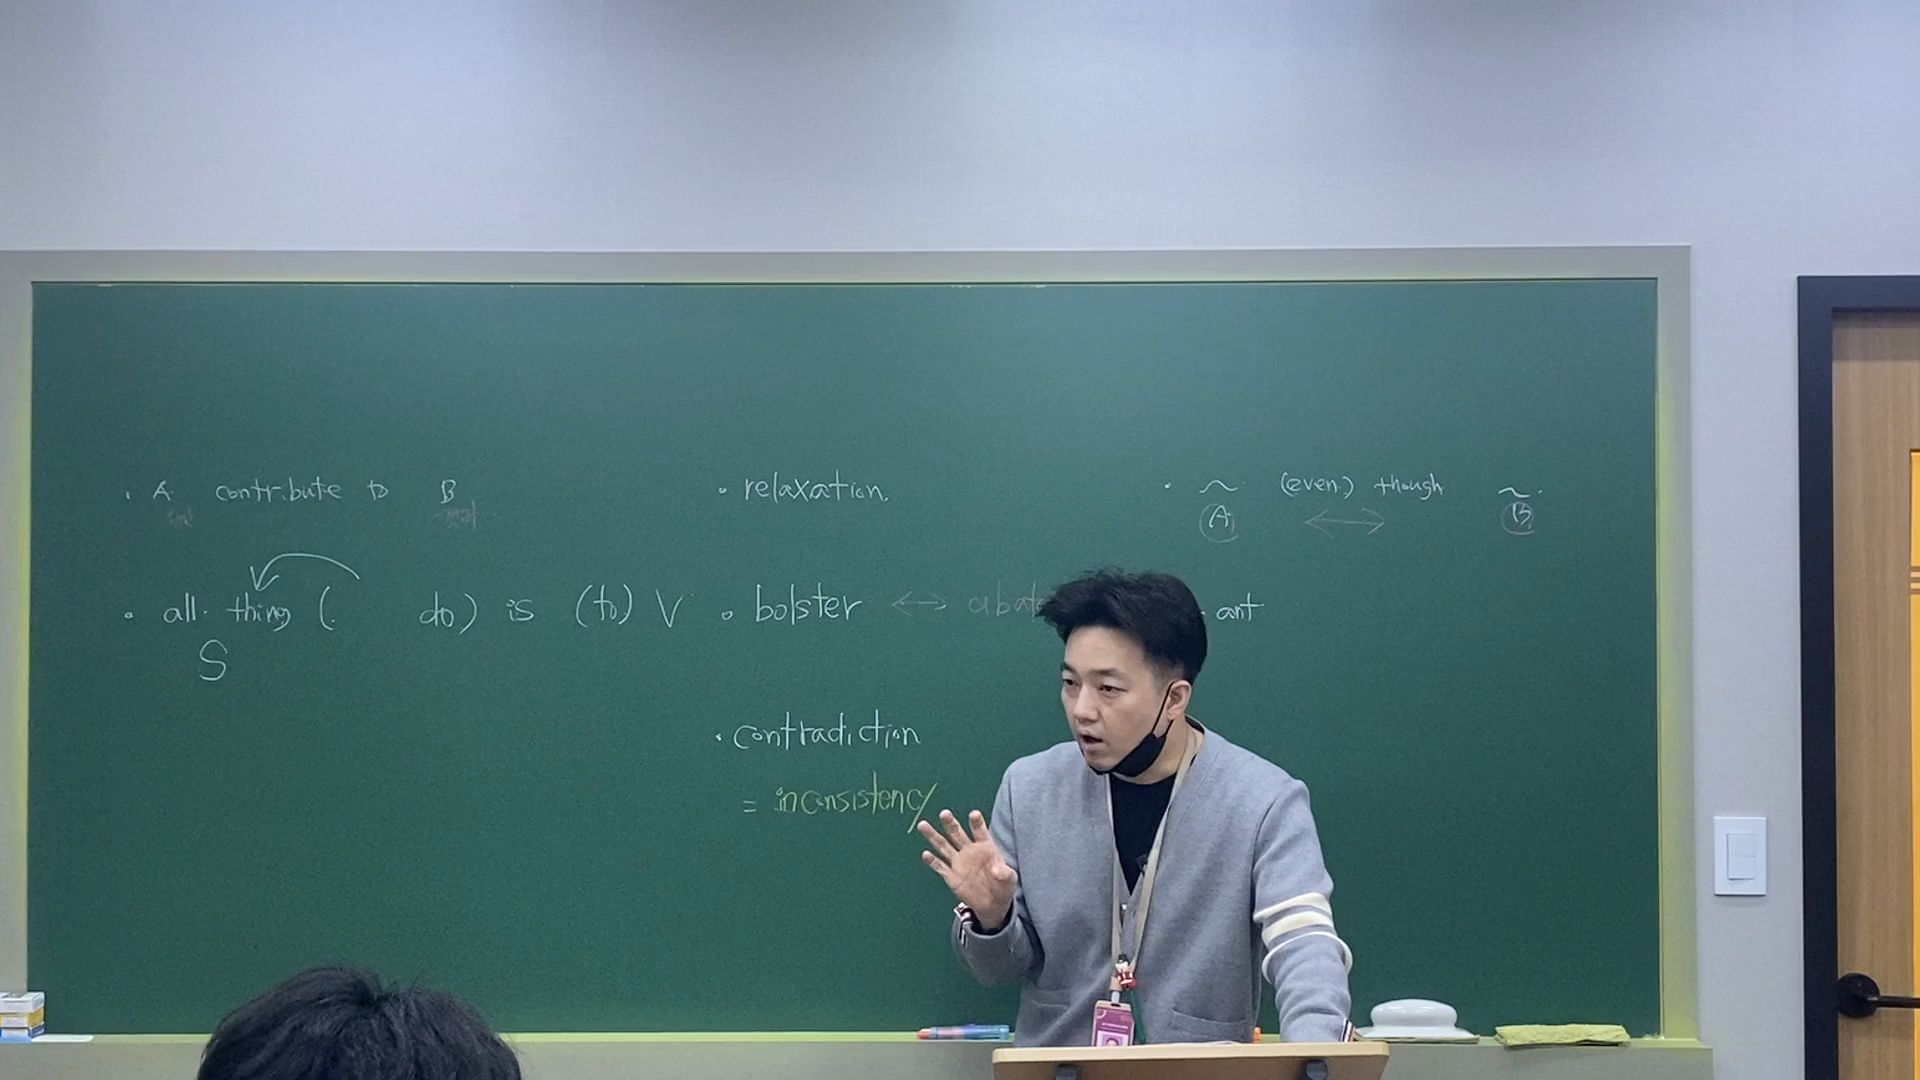 · A contribute to B
· all thing ( do) is (to) V
S
· relaxation.
· bolster ↔
· contradiction
= inconsistency
· ~ (even) though ~
A ↔ B
· ant